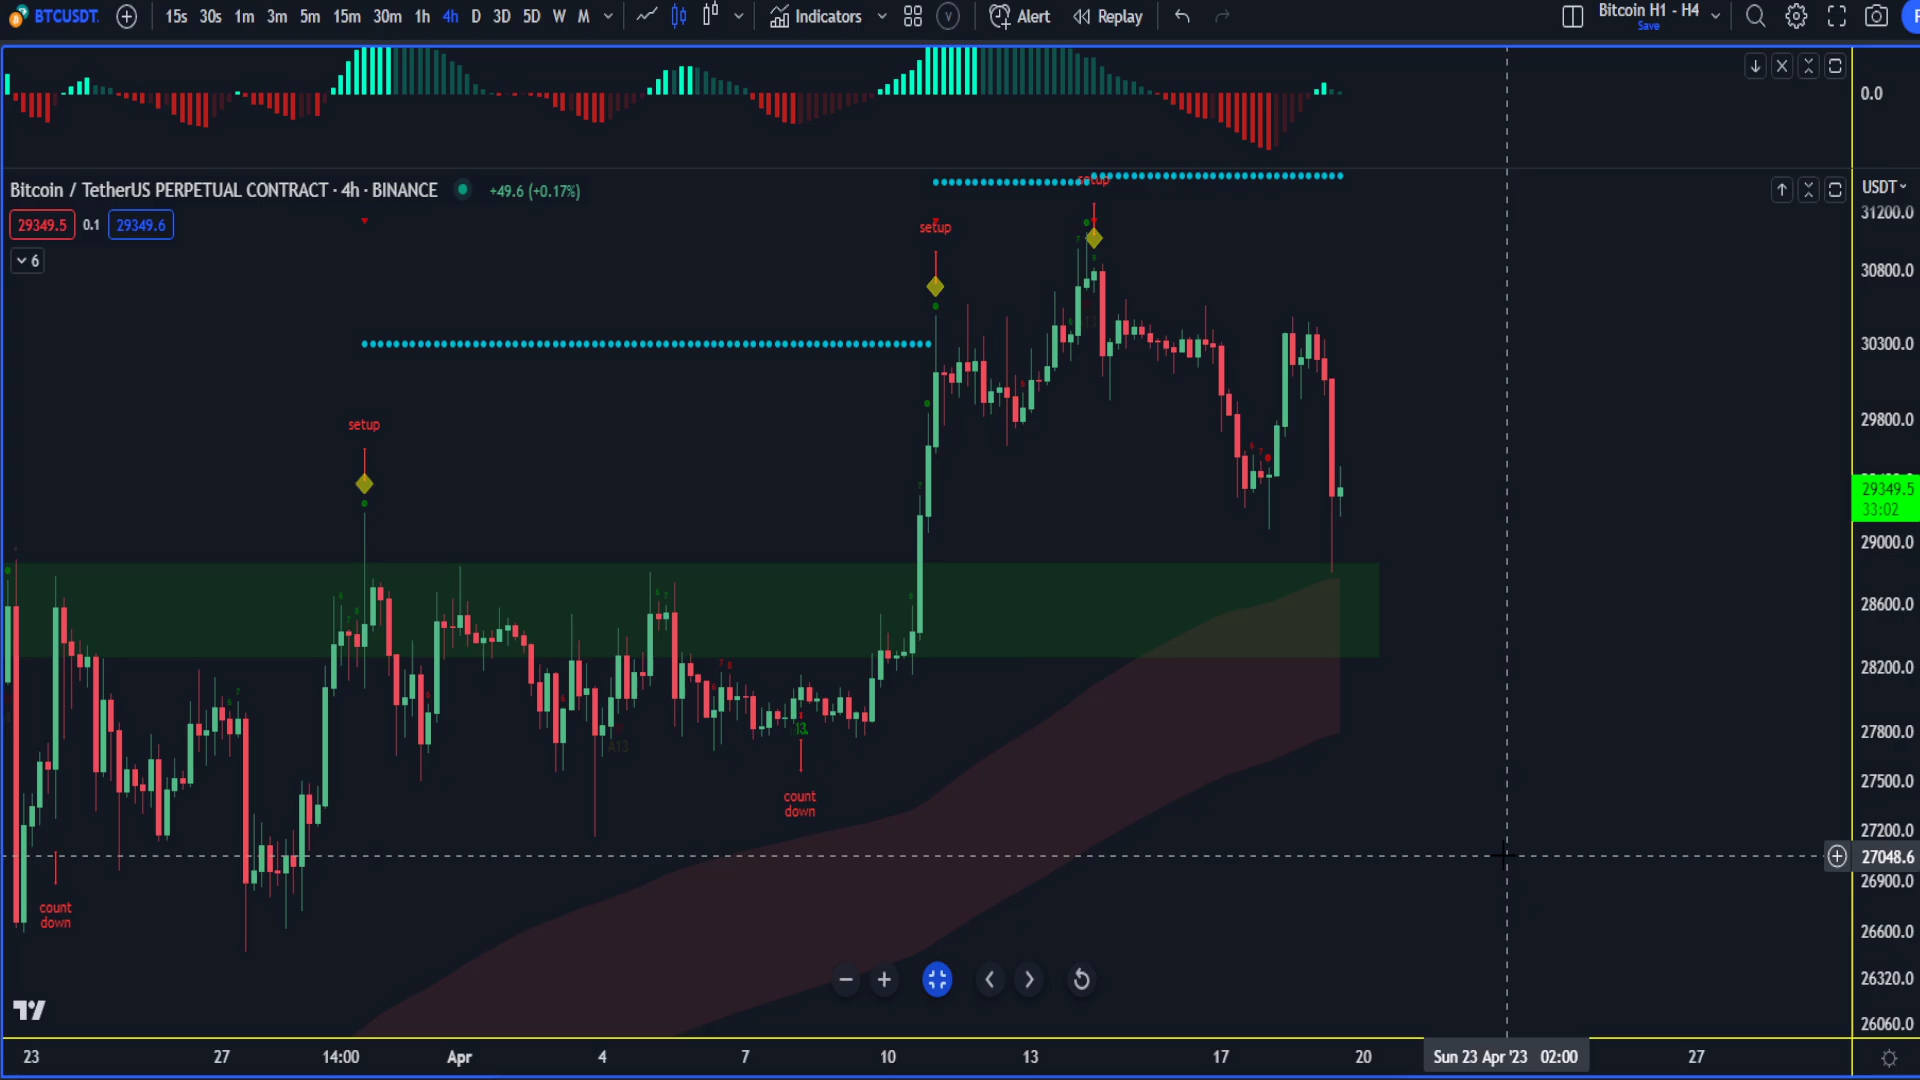 BTCUSDT. 15s 30s 1m 3m 5m 15m 30m 1h 4h D 3D 5D W M Indicators Alert Replay Bitcoin H1 - H4
Save
0.0
Bitcoin / TetherUS PERPETUAL CONTRACT · 4h · BINANCE +49.6 (+0.17%)
USDT
29349.5 0.1 29349.6
6
setup
setup
setup
31200.0
30800.0
30300.0
29800.0
29349.5
33:02
29000.0
28600.0
28200.0
27800.0
27500.0
27200.0
27048.6
26900.0
26600.0
26320.0
26060.0
A13
13
count
down
count
down
23 27 14:00 Apr 4 7 10 13 17 20 Sun 23 Apr '23 02:00 27